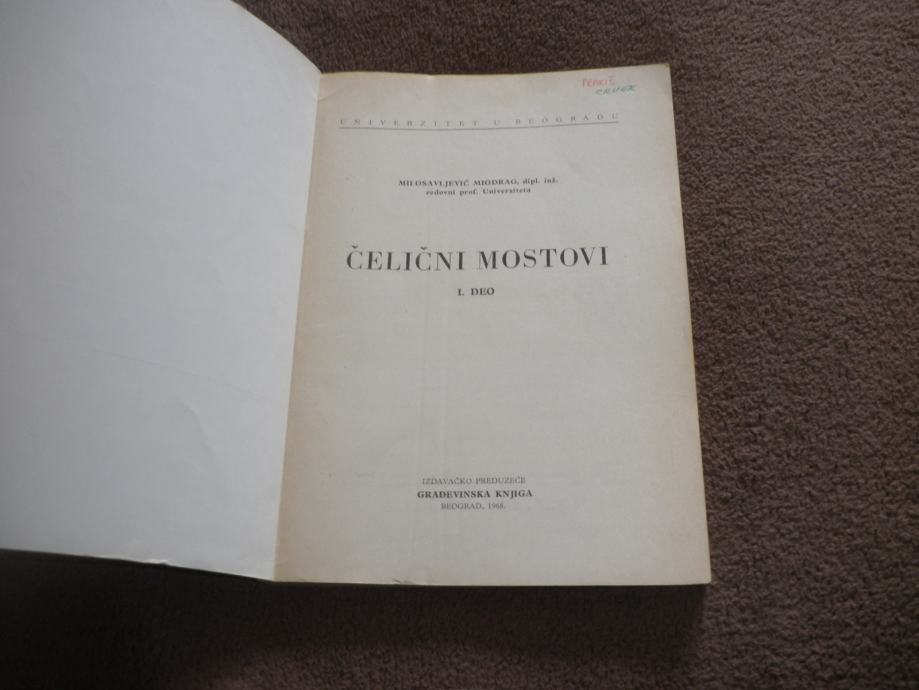 UNIVERZITET U BEOGRADU
MILOSAVLJEVIĆ MIODRAG, dipl. inž.
redovni prof. Univerziteta
ČELIČNI MOSTOVI
I. DEO
IZDAVAČKO PREDUZEĆE
GRAĐEVINSKA KNJIGA
BEOGRAD, 1968.